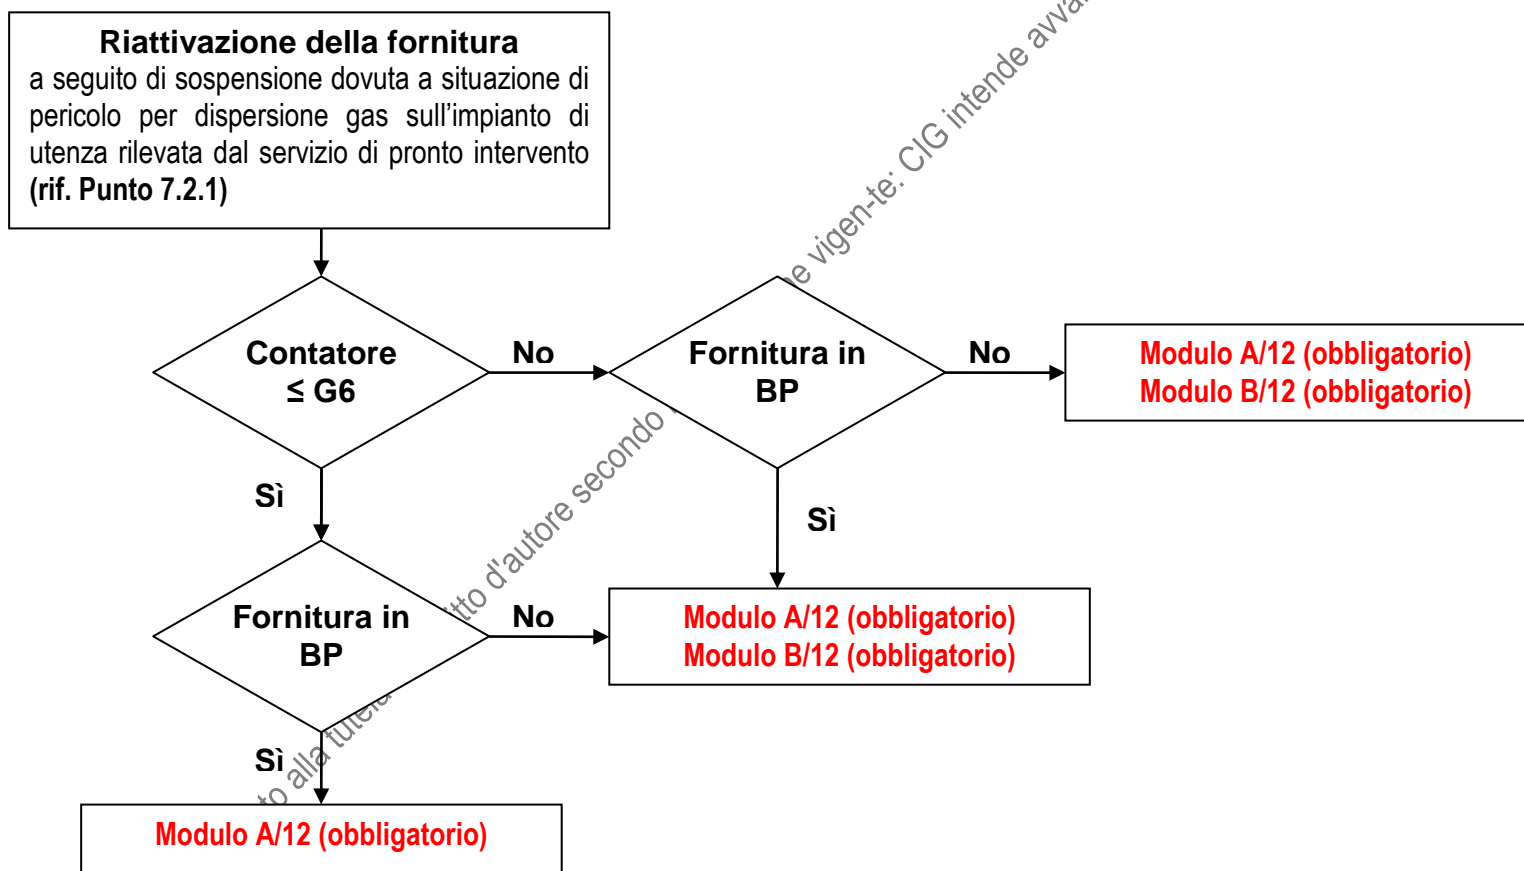 Riattivazione della fornitura
a seguito di sospensione dovuta a situazione di
pericolo per dispersione gas sull'impianto di
utenza rilevata dal servizio di pronto intervento
(rif. Punto 7.2.1)
Contatore
≤ G6
No
Fornitura in
BP
No
Modulo A/12 (obbligatorio)
Modulo B/12 (obbligatorio)
Sì
Sì
Fornitura in
BP
No
Modulo A/12 (obbligatorio)
Modulo B/12 (obbligatorio)
Sì
Modulo A/12 (obbligatorio)
alla tutela d'autore secondo vigen-te: CIG intende